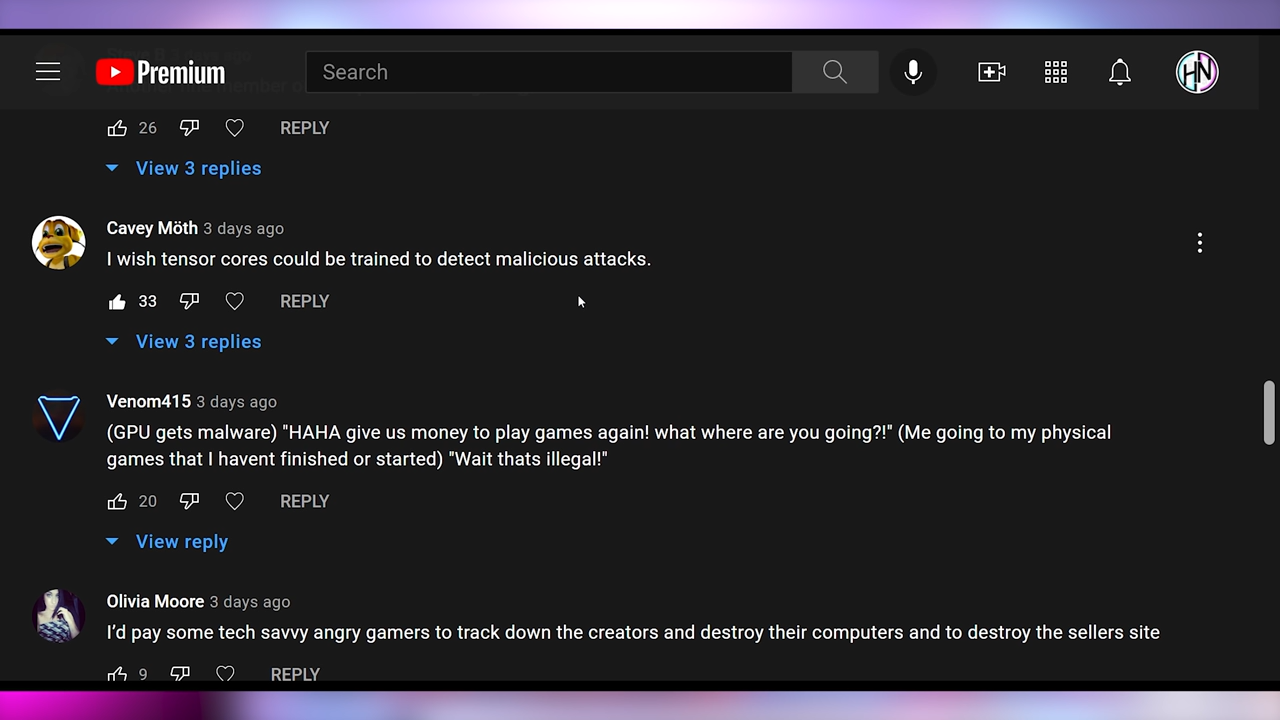 Premium
Search
HN
26
REPLY
View 3 replies
Cavey Möth 3 days ago
I wish tensor cores could be trained to detect malicious attacks.
33
REPLY
View 3 replies
Venom415 3 days ago
(GPU gets malware) "HAHA give us money to play games again! what where are you going?!" (Me going to my physical
games that I havent finished or started) "Wait thats illegal!"
20
REPLY
View reply
Olivia Moore 3 days ago
I'd pay some tech savvy angry gamers to track down the creators and destroy their computers and to destroy the sellers site
9
REPLY